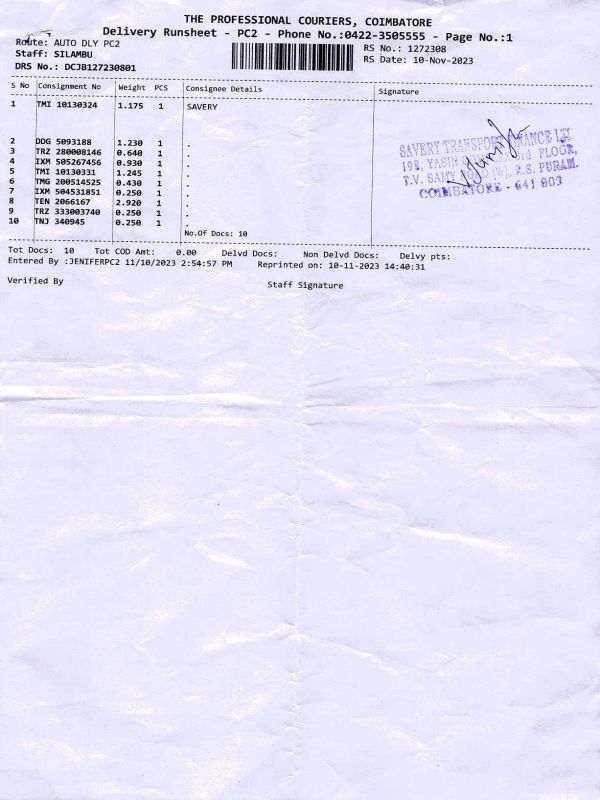 THE PROFESSIONAL COURIERS, COIMBATORE
Delivery Runsheet - PC2 - Phone No.:0422-3505555 - Page No.:1
Route: AUTO DLY PC2
RS No.: 1272308
Staff: SILAMBU
RS Date: 10-Nov-2023
DRS No.: DCJB127230801
S No Consignment No Weight PCS Consignee Details Signature
1 TMI 10130324 1.175 1 SAVERY
2 DDG 5093188 1.230 1 .
3 TRZ 280008146 0.640 1 .
4 IXM 505267456 0.930 1 .
5 TMI 10130331 1.245 1 .
6 TMG 200514525 0.430 1 .
7 IXM 504531851 0.250 1 .
8 TEN 2066167 2.920 1 .
9 TRZ 333003740 0.250 1 .
10 TNJ 340945 0.250 1 .
No.Of Docs: 10
SAVERY TRANSPORT FINANCE LTD
198, YASIN 3rd FLOOR,
T.V. SAMY ROAD (W), R.S. PURAM,
COIMBATORE - 641 002
Tot Docs: 10 Tot COD Amt: 0.00 Delvd Docs: Non Delvd Docs: Delvy pts:
Entered By :JENIFERPC2 11/10/2023 2:54:57 PM Reprinted on: 10-11-2023 14:40:31
Verified By
Staff Signature